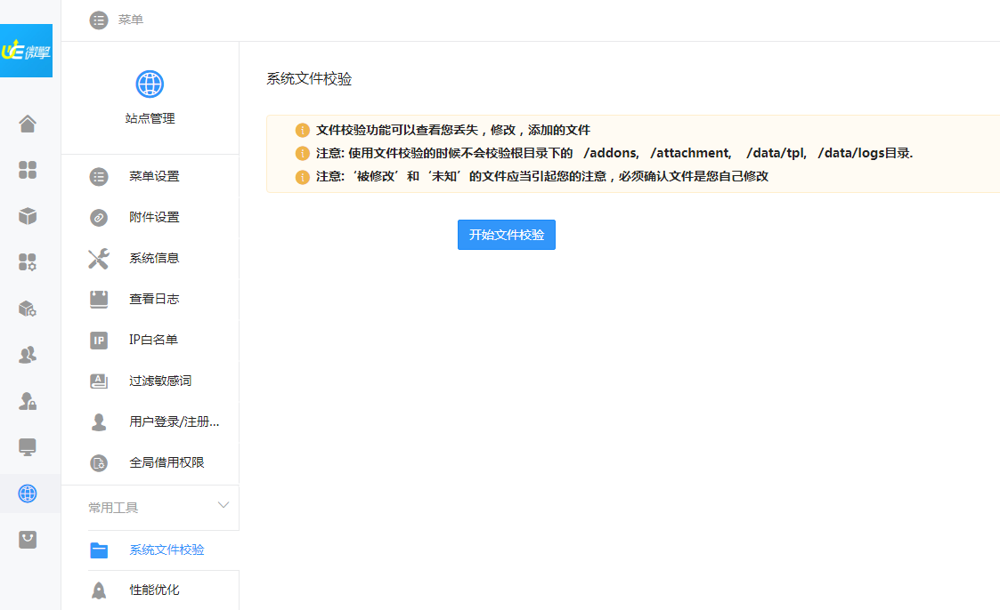 菜单
微擎
站点管理
菜单设置
附件设置
系统信息
查看日志
IP
IP白名单
过滤敏感词
用户登录/注册...
全局借用权限
常用工具
系统文件校验
性能优化
系统文件校验
文件校验功能可以查看您丢失，修改，添加的文件
注意: 使用文件校验的时候不会校验根目录下的 /addons, /attachment, /data/tpl, /data/logs目录.
注意:‘被修改’和‘未知’的文件应当引起您的注意，必须确认文件是您自己修改
开始文件校验